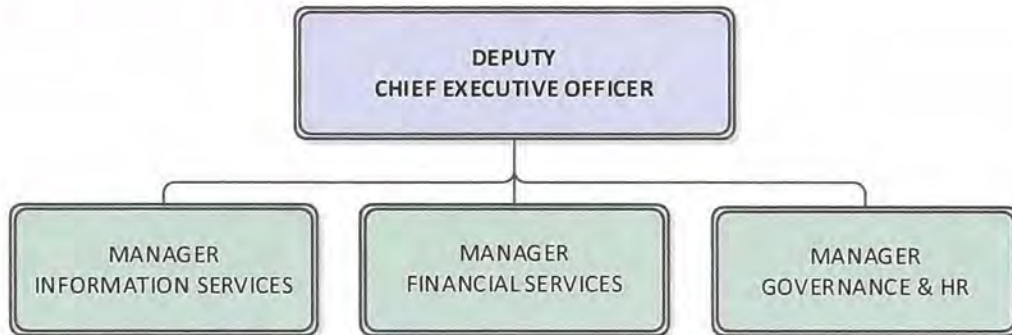 DEPUTY
CHIEF EXECUTIVE OFFICER
MANAGER
INFORMATION SERVICES
MANAGER
FINANCIAL SERVICES
MANAGER
GOVERNANCE & HR